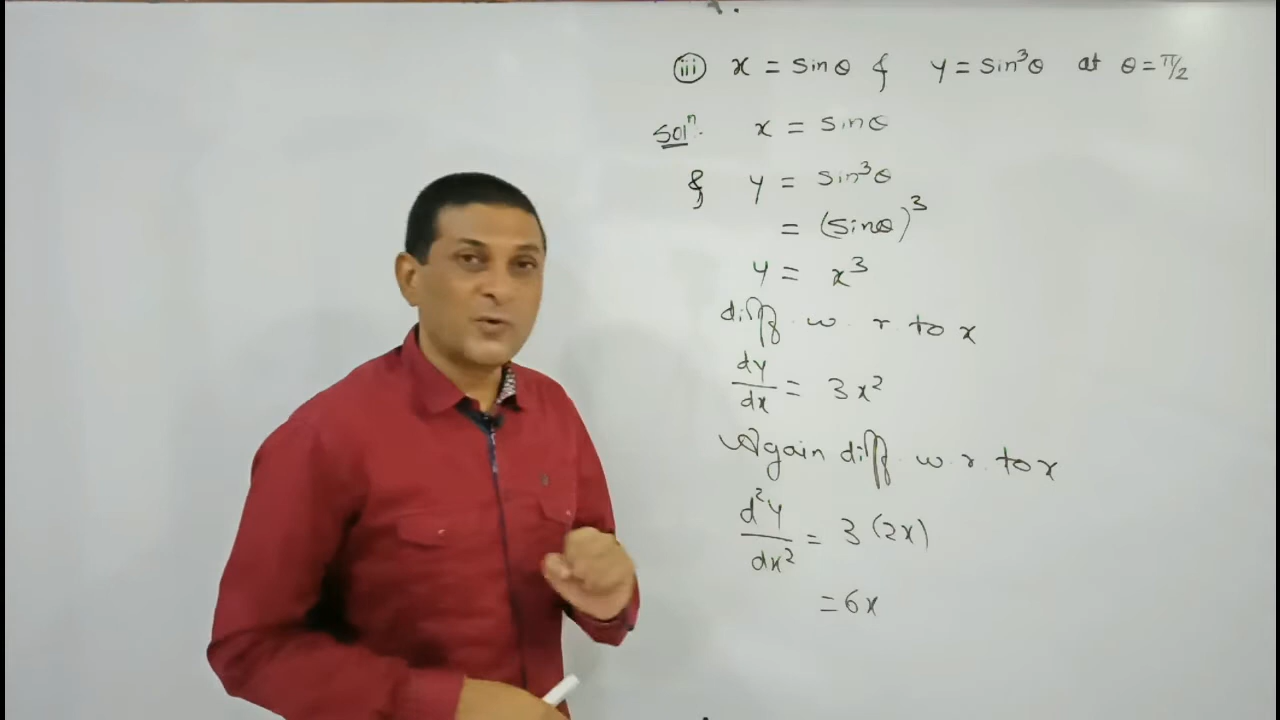 (iii) x = sinθ & y = sin³θ at θ = π/2
Solⁿ. x = sinθ
& y = sin³θ
= (sinθ)³
y = x³
diff. w. r. to x
dy/dx = 3x²
Again diff. w. r. to x
d²y/dx² = 3(2x)
= 6x